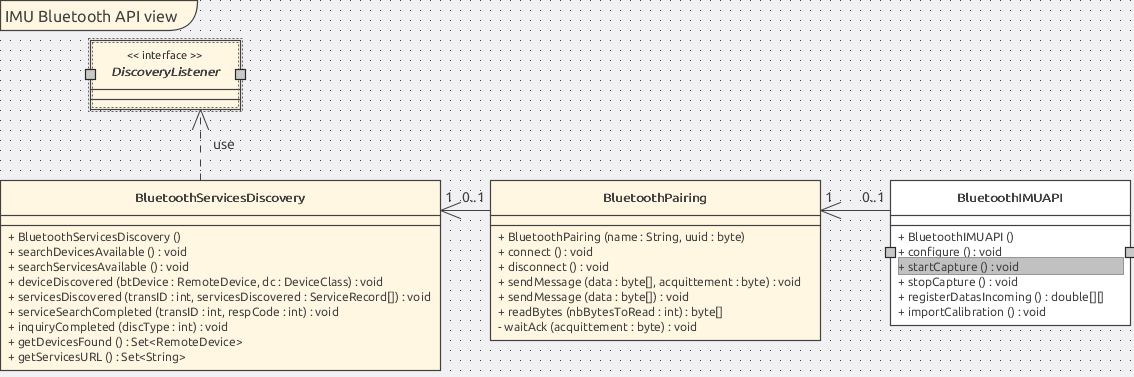 IMU Bluetooth API view
<< interface >>
DiscoveryListener
use
BluetoothServicesDiscovery
+ BluetoothServicesDiscovery ()
+ searchDevicesAvailable () : void
+ searchServicesAvailable () : void
+ deviceDiscovered (btDevice : RemoteDevice, dc : DeviceClass) : void
+ servicesDiscovered (transID : int, servicesDiscovered : ServiceRecord[]) : void
+ serviceSearchCompleted (transID : int, respCode : int) : void
+ inquiryCompleted (discType : int) : void
+ getDevicesFound () : Set<RemoteDevice>
+ getServicesURL () : Set<String>
1 0..1
BluetoothPairing
+ BluetoothPairing (name : String, uuid : byte)
+ connect () : void
+ disconnect () : void
+ sendMessage (data : byte[], acquittement : byte) : void
+ sendMessage (data : byte[]) : void
+ readBytes (nbBytesToRead : int) : byte[]
- waitAck (acquittement : byte) : void
1 0..1
BluetoothIMUAPI
+ BluetoothIMUAPI ()
+ configure () : void
+ startCapture () : void
+ stopCapture () : void
+ registerDatasIncoming () : double[][]
+ importCalibration () : void